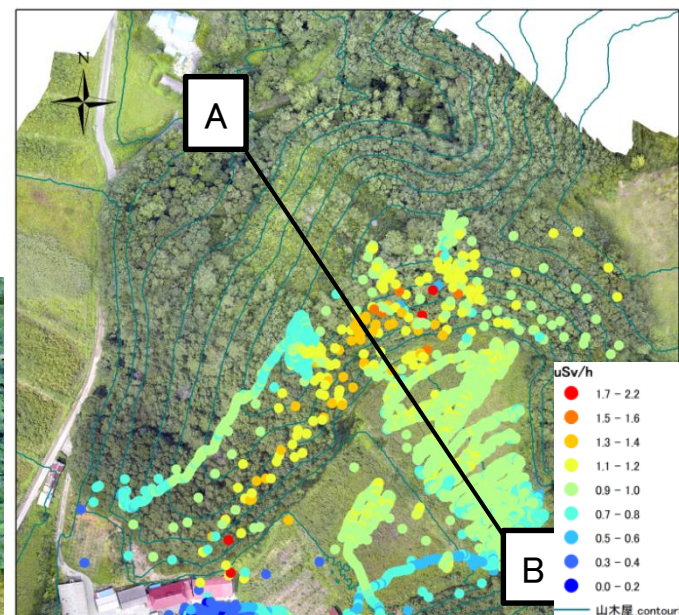 N
A
B
uSv/h
1.7 - 2.2
1.5 - 1.6
1.3 - 1.4
1.1 - 1.2
0.9 - 1.0
0.7 - 0.8
0.5 - 0.6
0.3 - 0.4
0.0 - 0.2
山木屋 contour